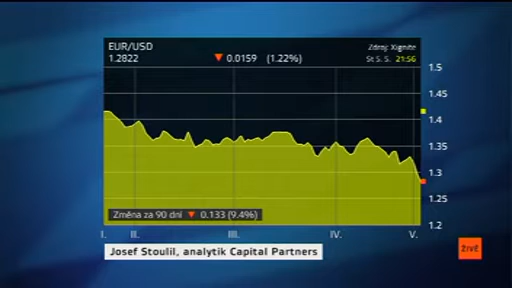 EUR/USD
1.2822 ▼ 0.0159 (1.22%)
Zdroj: Xignite
St 5. 5. 21:56
1.5
1.45
1.4
1.35
1.3
1.25
1.2
Změna za 90 dní ▼ 0.133 (9.4%)
I. II. III. IV. V.
Josef Stoulil, analytik Capital Partners
ŽIVĚ